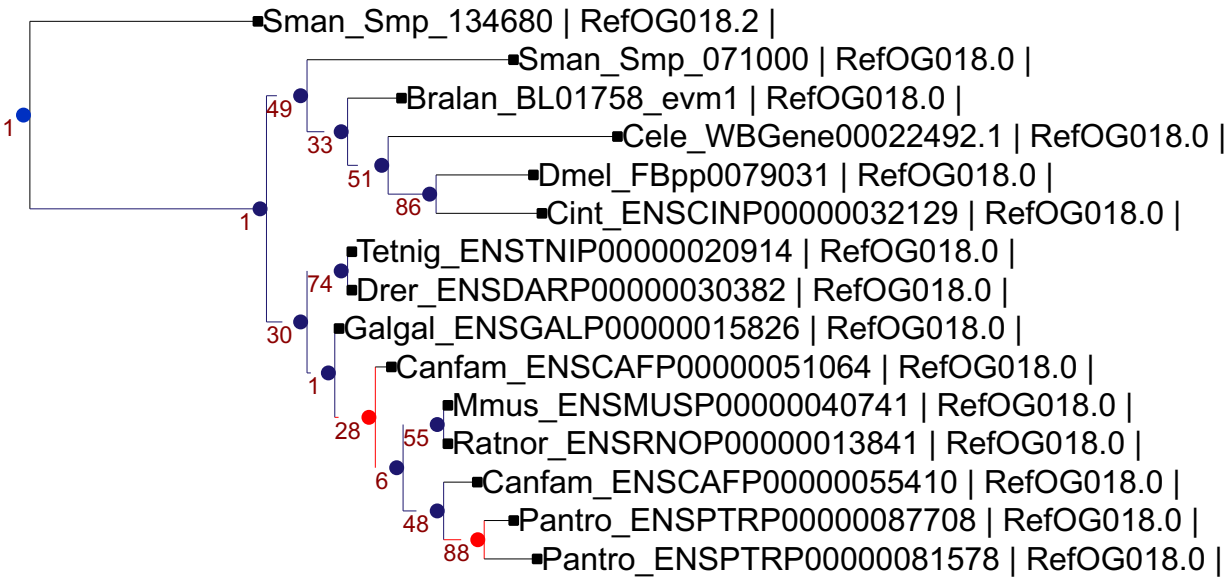 Sman_Smp_134680 | RefOG018.2 |
Sman_Smp_071000 | RefOG018.0 |
49
Bralan_BL01758_evm1 | RefOG018.0 |
1
33
Cele_WBGene00022492.1 | RefOG018.0 |
51
Dmel_FBpp0079031 | RefOG018.0 |
86
Cint_ENSCINP00000032129 | RefOG018.0 |
1
Tetnig_ENSTNIP00000020914 | RefOG018.0 |
74
Drer_ENSDARP00000030382 | RefOG018.0 |
30
Galgal_ENSGALP00000015826 | RefOG018.0 |
1
Canfam_ENSCAFP00000051064 | RefOG018.0 |
28
Mmus_ENSMUSP00000040741 | RefOG018.0 |
55
Ratnor_ENSRNOP00000013841 | RefOG018.0 |
6
Canfam_ENSCAFP00000055410 | RefOG018.0 |
48
Pantro_ENSPTRP00000087708 | RefOG018.0 |
88
Pantro_ENSPTRP00000081578 | RefOG018.0 |